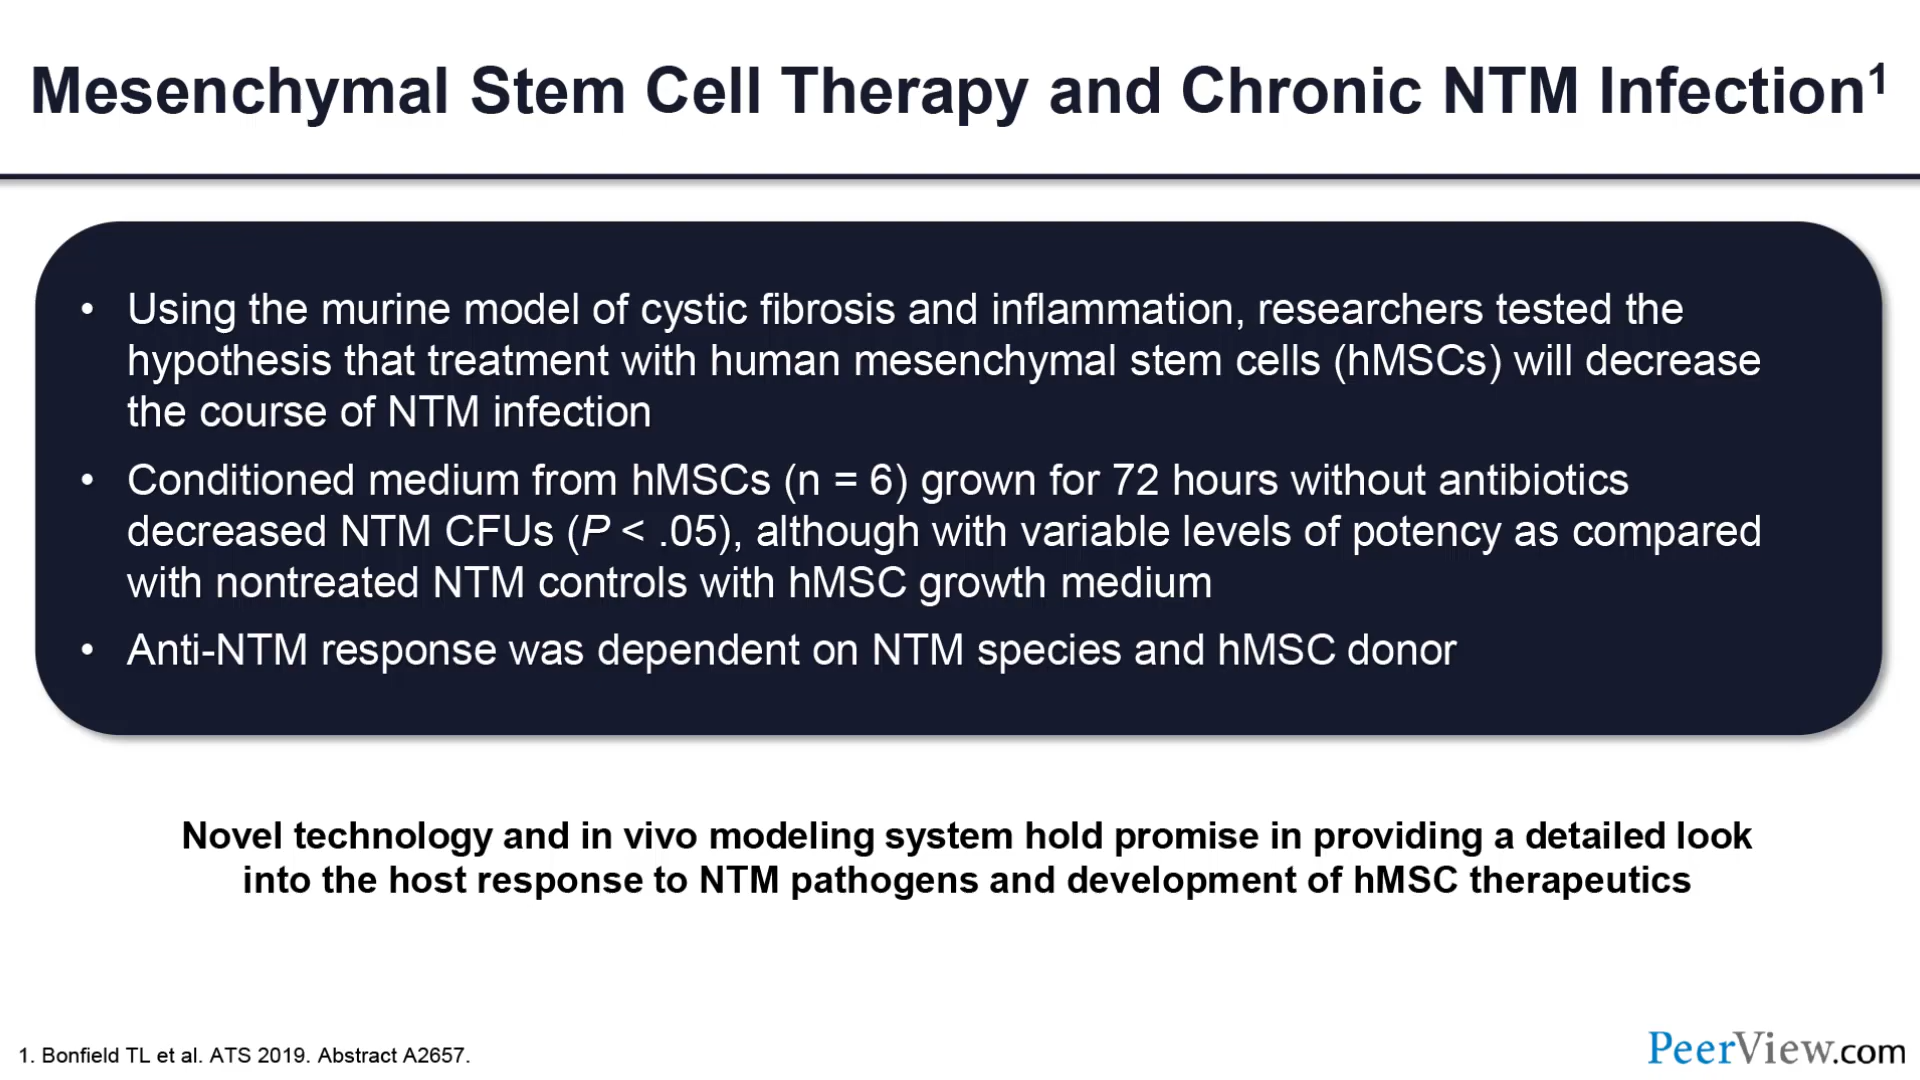 Mesenchymal Stem Cell Therapy and Chronic NTM Infection1
• Using the murine model of cystic fibrosis and inflammation, researchers tested the
hypothesis that treatment with human mesenchymal stem cells (hMSCs) will decrease
the course of NTM infection
• Conditioned medium from hMSCs (n = 6) grown for 72 hours without antibiotics
decreased NTM CFUs (P < .05), although with variable levels of potency as compared
with nontreated NTM controls with hMSC growth medium
• Anti-NTM response was dependent on NTM species and hMSC donor
Novel technology and in vivo modeling system hold promise in providing a detailed look
into the host response to NTM pathogens and development of hMSC therapeutics
1. Bonfield TL et al. ATS 2019. Abstract A2657.
PeerView.com